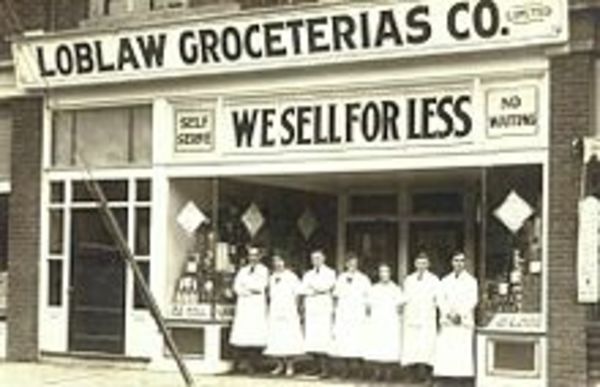 LOBLAW GROCETERIAS CO. LIMITED
SELF
SERVE
WE SELL FOR LESS
NO
WAITING